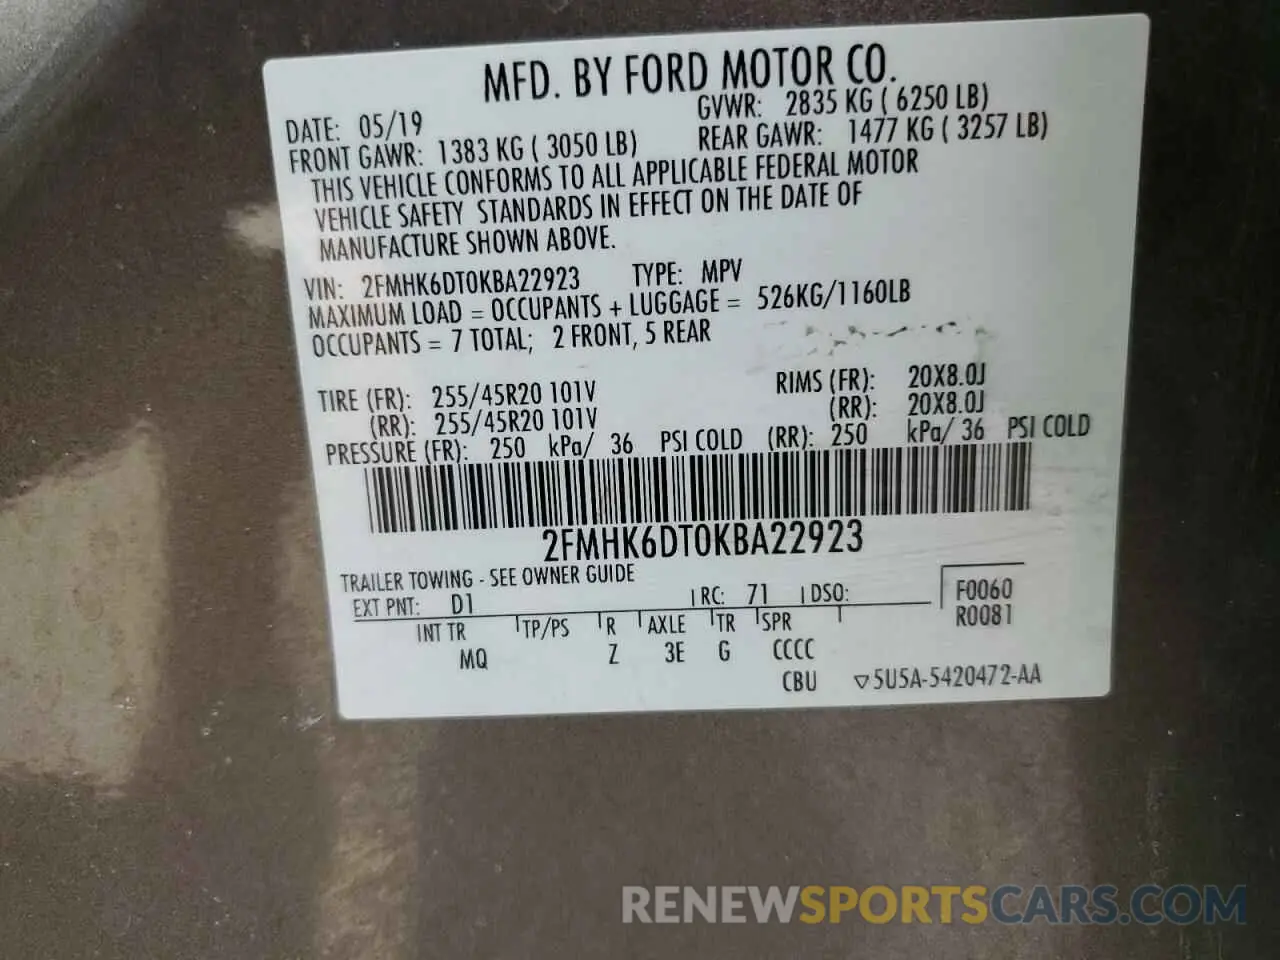 MFD. BY FORD MOTOR CO.
DATE: 05/19 GVWR: 2835 KG ( 6250 LB)
FRONT GAWR: 1383 KG ( 3050 LB) REAR GAWR: 1477 KG ( 3257 LB)
THIS VEHICLE CONFORMS TO ALL APPLICABLE FEDERAL MOTOR
VEHICLE SAFETY STANDARDS IN EFFECT ON THE DATE OF
MANUFACTURE SHOWN ABOVE.
VIN: 2FMHK6DT0KBA22923 TYPE: MPV
MAXIMUM LOAD = OCCUPANTS + LUGGAGE = 526KG/1160LB
OCCUPANTS = 7 TOTAL; 2 FRONT, 5 REAR
TIRE (FR): 255/45R20 101V RIMS (FR): 20X8.0J
(RR): 255/45R20 101V (RR): 20X8.0J
PRESSURE (FR): 250 kPa/ 36 PSI COLD (RR): 250 kPa/ 36 PSI COLD
2FMHK6DT0KBA22923
TRAILER TOWING - SEE OWNER GUIDE
EXT PNT: D1 RC: 71 DSO: F0060
R0081
INT TR TP/PS R AXLE TR SPR
MQ Z 3E G CCCC
CBU ▽5U5A-5420472-AA
RENEWSPORTSCARS.COM